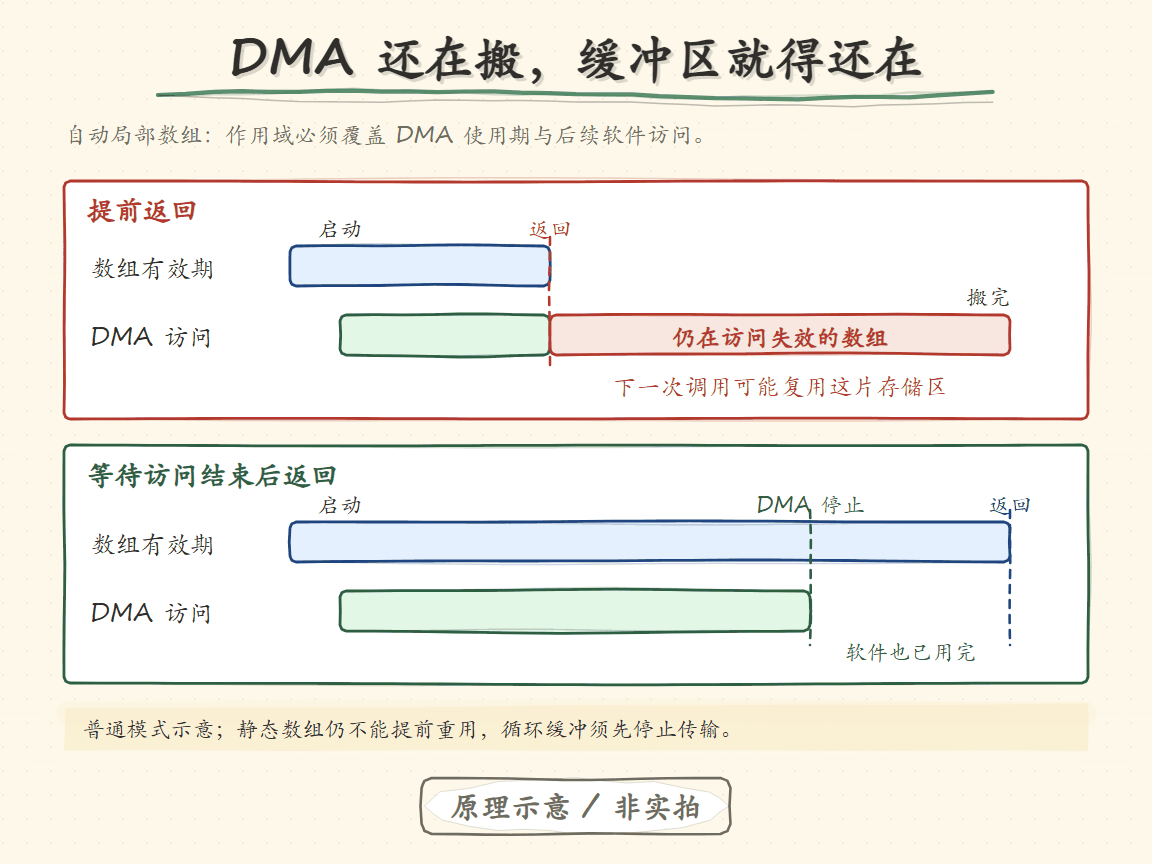 DMA 还在搬，缓冲区就得还在
自动局部数组：作用域必须覆盖 DMA 使用期与后续软件访问。
提前返回
启动
返回
数组有效期
搬完
DMA 访问
仍在访问失效的数组
下一次调用可能复用这片存储区
等待访问结束后返回
启动
DMA 停止
返回
数组有效期
DMA 访问
软件也已用完
普通模式示意；静态数组仍不能提前重用，循环缓冲须先停止传输。
原理示意 / 非实拍